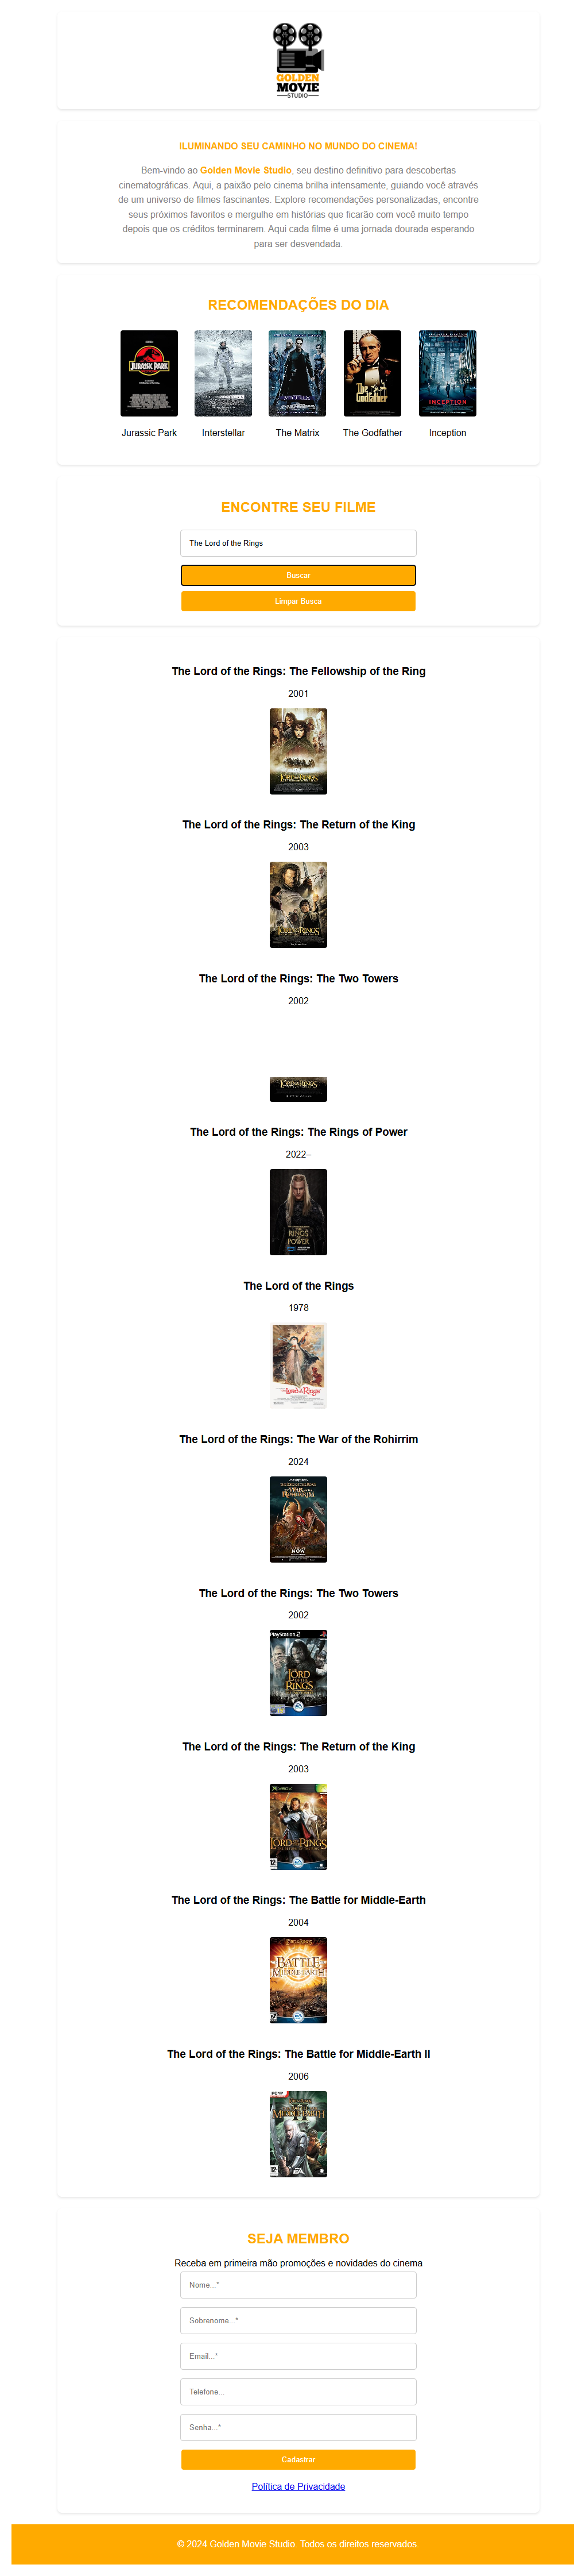 GOLDEN
MOVIE
STUDIO
ILUMINANDO SEU CAMINHO NO MUNDO DO CINEMA!
Bem-vindo ao Golden Movie Studio, seu destino definitivo para descobertas
cinematográficas. Aqui, a paixão pelo cinema brilha intensamente, guiando você através
de um universo de filmes fascinantes. Explore recomendações personalizadas, encontre
seus próximos favoritos e mergulhe em histórias que ficarão com você muito tempo
depois que os créditos terminarem. Aqui cada filme é uma jornada dourada esperando
para ser desvendada.
RECOMENDAÇÕES DO DIA
JURASSIC PARK
The Godfather
INCEPTION
Jurassic Park
Interstellar
The Matrix
The Godfather
Inception
ENCONTRE SEU FILME
The Lord of the Rings
Buscar
Limpar Busca
The Lord of the Rings: The Fellowship of the Ring
2001
The Lord of the Rings: The Return of the King
2003
The Lord of the Rings: The Two Towers
2002
The Lord of the Rings: The Rings of Power
2022–
The Lord of the Rings
1978
The Lord of the Rings: The War of the Rohirrim
2024
The Lord of the Rings: The Two Towers
2002
PlayStation 2
The Lord of the Rings: The Return of the King
2003
The Lord of the Rings: The Battle for Middle-Earth
2004
The Lord of the Rings: The Battle for Middle-Earth II
2006
SEJA MEMBRO
Receba em primeira mão promoções e novidades do cinema
Nome...*
Sobrenome...*
Email...*
Telefone...
Senha...*
Cadastrar
Política de Privacidade
© 2024 Golden Movie Studio. Todos os direitos reservados.